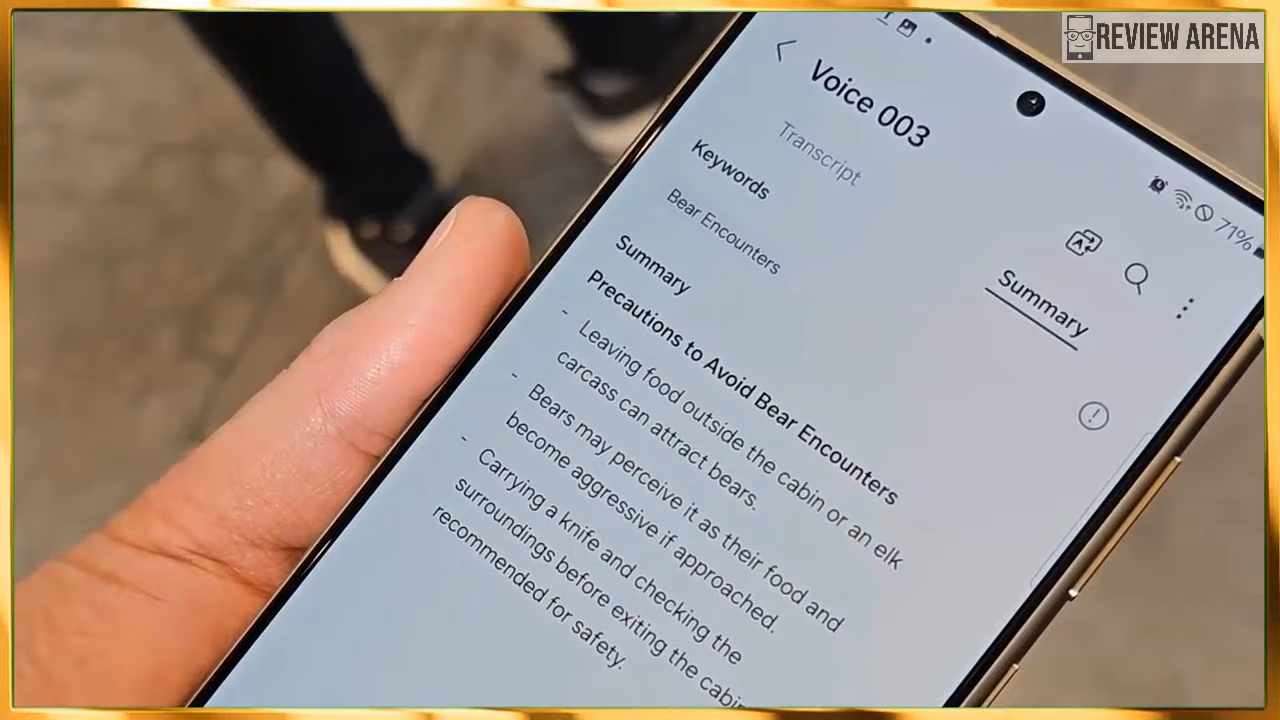 REVIEW ARENA
71%
Voice 003
Transcript
Summary
Keywords
Bear Encounters
Summary
Precautions to Avoid Bear Encounters
- Leaving food outside the cabin or an elk
carcass can attract bears.
- Bears may perceive it as their food and
become aggressive if approached.
- Carrying a knife and checking the
surroundings before exiting the cabin
recommended for safety.